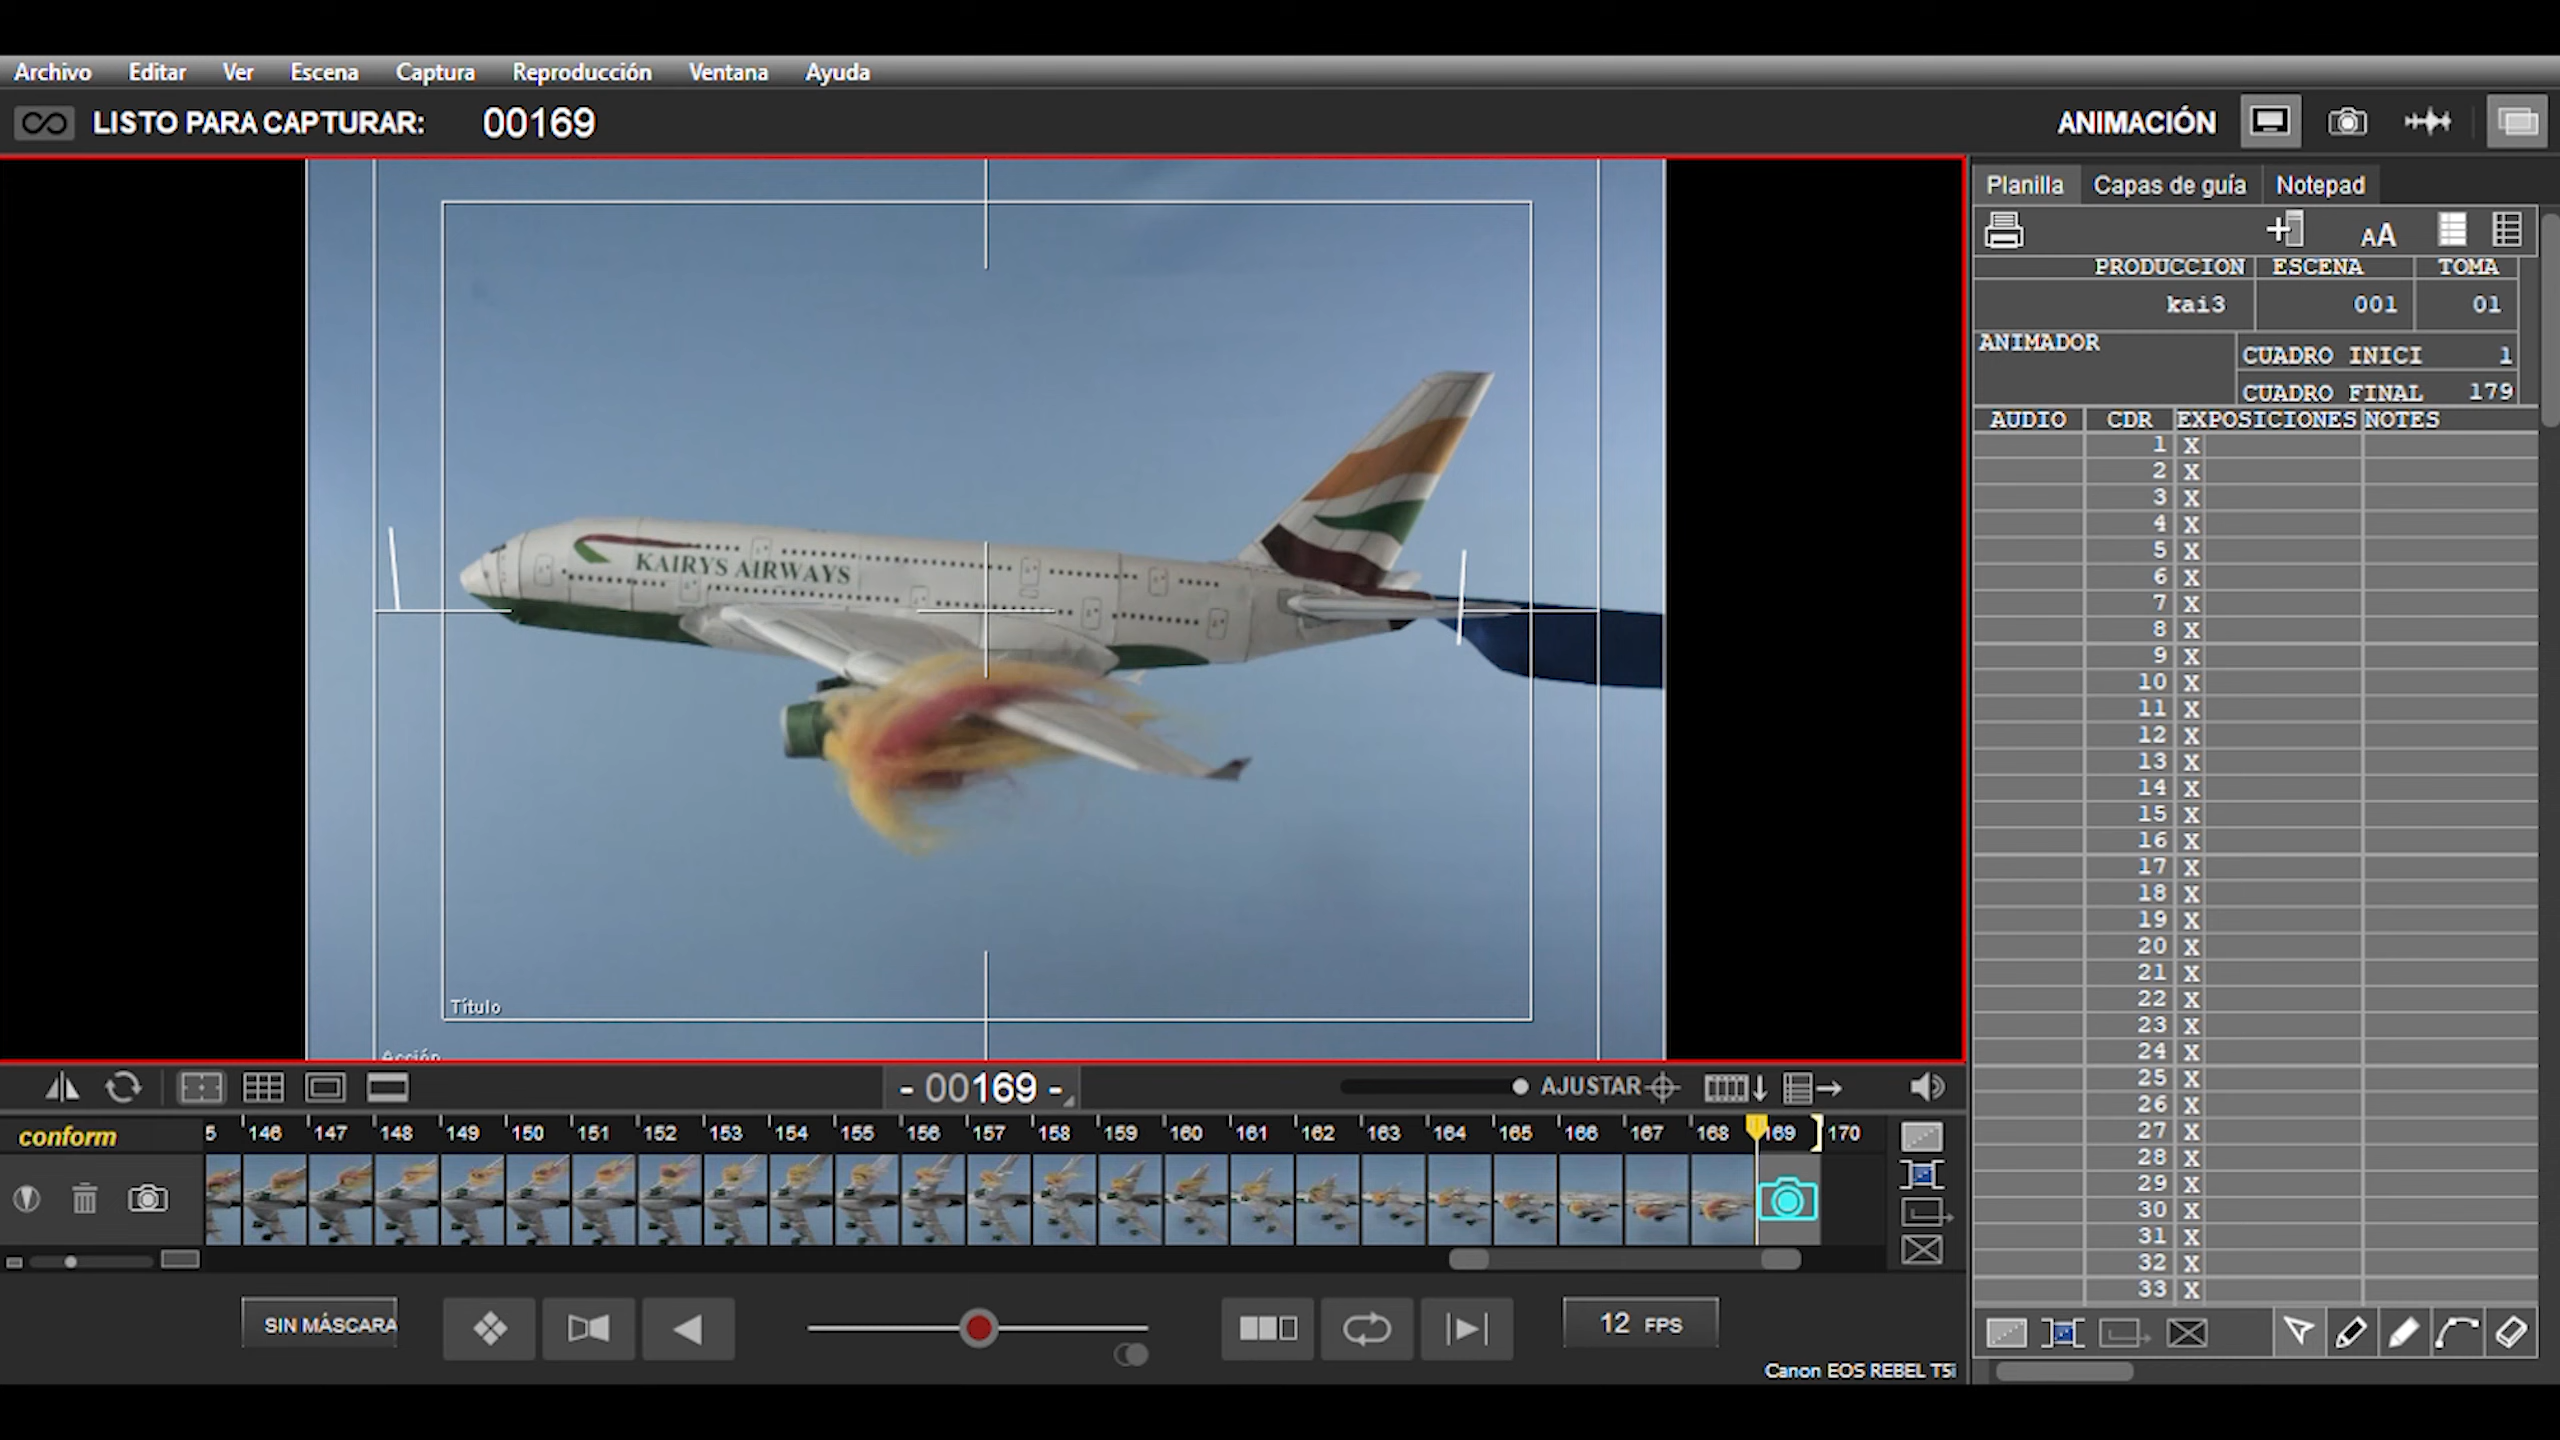 Archivo Editar Ver Escena Captura Reproducción Ventana Ayuda
LISTO PARA CAPTURAR: 00169
ANIMACIÓN
Planilla Capas de guía Notepad
AA
PRODUCCION ESCENA TOMA
kai3 001 01
ANIMADOR
CUADRO INICI 1
CUADRO FINAL 179
AUDIO CDR EXPOSICIONES NOTES
1 X
2 X
3 X
4 X
5 X
6 X
7 X
8 X
9 X
10 X
11 X
12 X
13 X
14 X
15 X
16 X
17 X
18 X
19 X
20 X
21 X
22 X
23 X
24 X
25 X
26 X
27 X
28 X
29 X
30 X
31 X
32 X
33 X
KAIRYS AIRWAYS
Título
Acción
- 00169 -
AJUSTAR
conform
5 146 147 148 149 150 151 152 153 154 155 156 157 158 159 160 161 162 163 164 165 166 167 168 169 170
SIN MÁSCARA
12 FPS
Canon EOS REBEL T5i